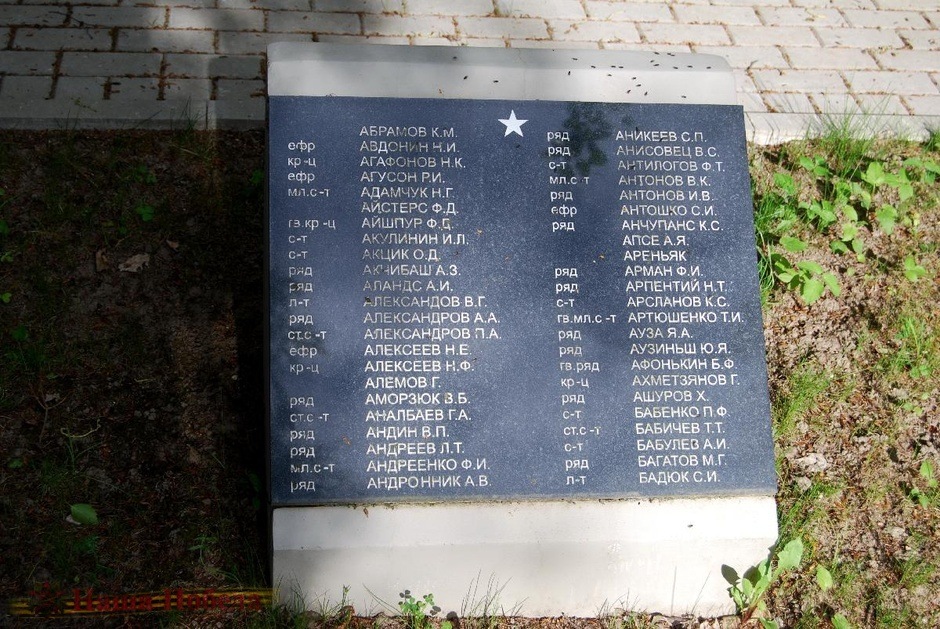 АБРАМОВ К.М.
ефр АВДОНИН Н.И.
кр-ц АГАФОНОВ Н.К.
ефр АГУСОН Р.И.
мл.с-т АДАМЧУК Н.Г.
АЙСТЕРС Ф.Д.
гв.кр-ц АЙШПУР Ф.Д.
с-т АКУЛИНИН И.Л.
с-т АКЦИК О.Д.
ряд АКЧИБАШ А.З.
ряд АЛАНДС А.И.
л-т АЛЕКСАНДОВ В.Г.
ряд АЛЕКСАНДРОВ А.А.
ст.с-т АЛЕКСАНДРОВ П.А.
ефр АЛЕКСЕЕВ Н.Е.
кр-ц АЛЕКСЕЕВ Н.Ф.
АЛЕМОВ Г.
ряд АМОРЗЮК В.Б.
ст.с-т АНАЛБАЕВ Г.А.
ряд АНДИН В.П.
ряд АНДРЕЕВ Л.Т.
мл.с-т АНДРЕЕНКО Ф.И.
ряд АНДРОННИК А.В.
ряд АНИКЕЕВ С.П.
ряд АНИСОВЕЦ В.С.
с-т АНТИЛОГОВ Ф.Т.
мл.с-т АНТОНОВ В.К.
ряд АНТОНОВ И.В.
ефр АНТОШКО С.И.
ряд АНЧУПАНС К.С.
АПСЕ А.Я.
АРЕНЬЯК
ряд АРМАН Ф.И.
ряд АРПЕНТИЙ Н.Т.
с-т АРСЛАНОВ К.С.
гв.мл.с-т АРТЮШЕНКО Т.И.
ряд АУЗА Я.А.
ряд АУЗИНЬШ Ю.Я.
гв.ряд АФОНЬКИН Б.Ф.
кр-ц АХМЕТЗЯНОВ Г.
ряд АШУРОВ Х.
с-т БАБЕНКО П.Ф.
ст.с-т БАБИЧЕВ Т.Т.
с-т БАБУЛЕВ А.И.
ряд БАГАТОВ М.Г.
л-т БАДЮК С.И.
Наша Победа